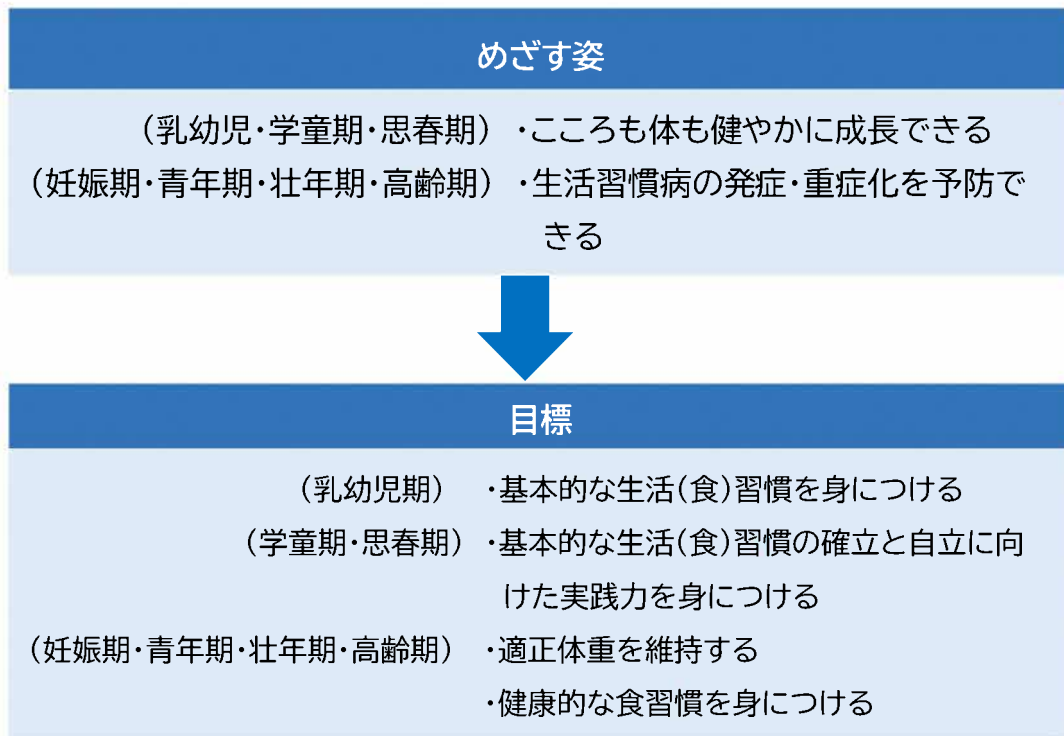 めざす姿
(乳幼児・学童期・思春期) ・こころも体も健やかに成長できる
(妊娠期・青年期・壮年期・高齢期) ・生活習慣病の発症・重症化を予防で
きる
目標
(乳幼児期) ・基本的な生活(食)習慣を身につける
(学童期・思春期) ・基本的な生活(食)習慣の確立と自立に向
けた実践力を身につける
(妊娠期・青年期・壮年期・高齢期) ・適正体重を維持する
・健康的な食習慣を身につける